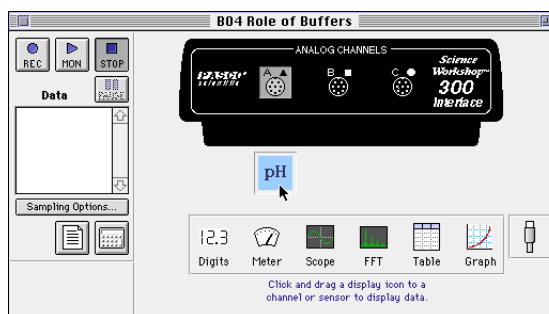 B04 Role of Buffers
REC
MON
STOP
PAUSE
Data
Sampling Options...
ANALOG CHANNELS
PASCO
scientific
A
B
C
Science
Workshop™
300
Interface
pH
12.3
Digits
Meter
Scope
FFT
Table
Graph
Click and drag a display icon to a
channel or sensor to display data.